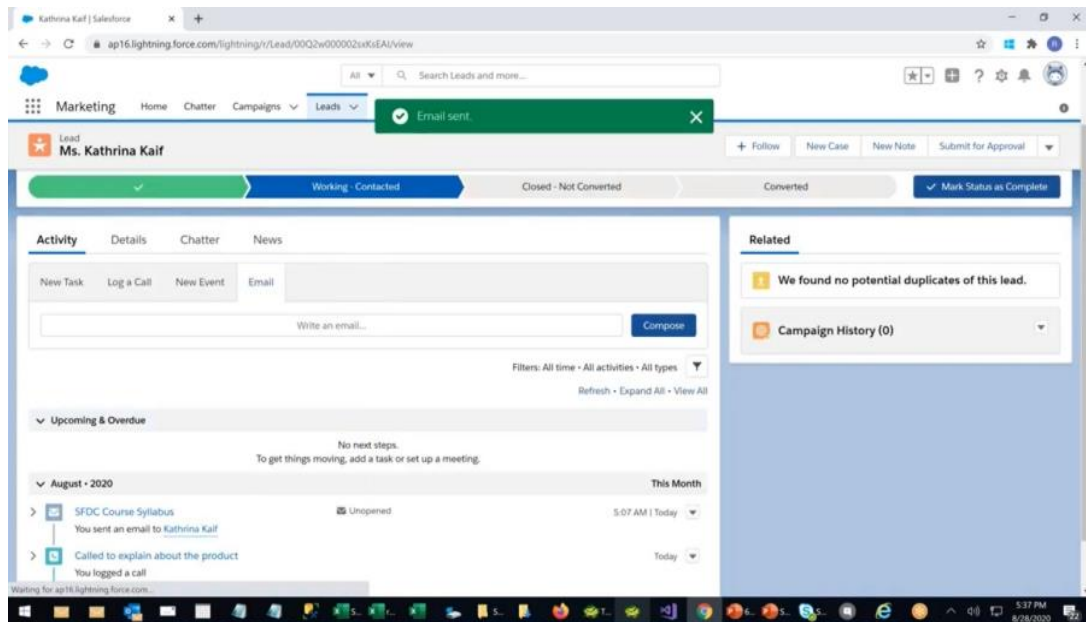 Kathrina Kaif | Salesforce
ap16.lightning.force.com/lightning/r/Lead/00Q2w000002sxKsEAI/view
All
Search Leads and more...
Marketing
Home
Chatter
Campaigns
Leads
Email sent.
Lead
Ms. Kathrina Kaif
+ Follow
New Case
New Note
Submit for Approval
Working - Contacted
Closed - Not Converted
Converted
Mark Status as Complete
Activity
Details
Chatter
News
Related
New Task
Log a Call
New Event
Email
We found no potential duplicates of this lead.
Write an email...
Compose
Campaign History (0)
Filters: All time • All activities • All types
Refresh • Expand All • View All
Upcoming & Overdue
No next steps.
To get things moving, add a task or set up a meeting.
August • 2020
This Month
SFDC Course Syllabus
Unopened
5:07 AM | Today
You sent an email to Kathrina Kaif
Called to explain about the product
Today
You logged a call
Waiting for ap16.lightning.force.com...
5:37 PM
8/28/2020